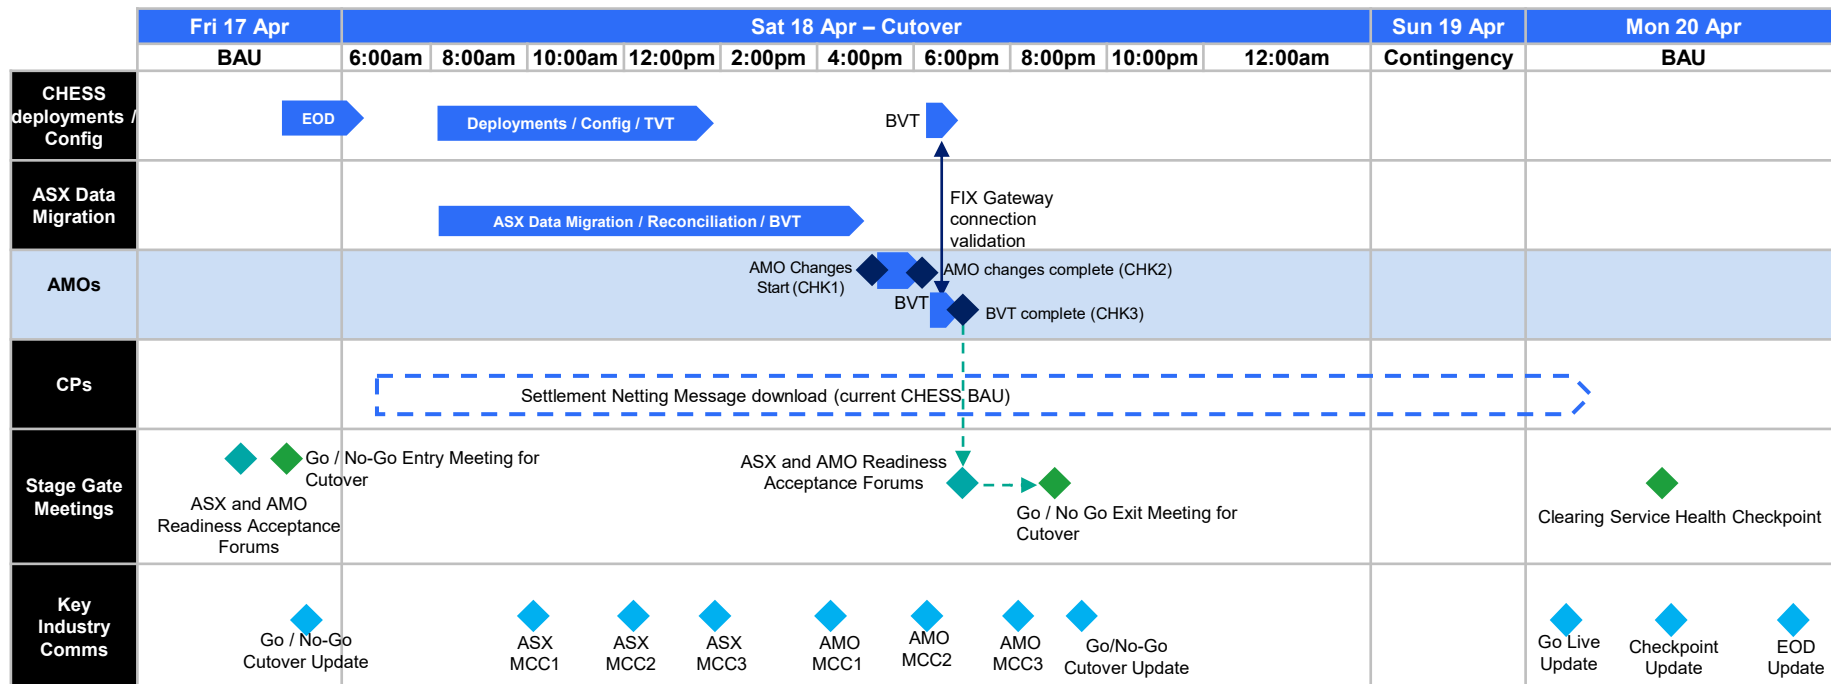 Fri 17 Apr
Sat 18 Apr – Cutover
Sun 19 Apr
Mon 20 Apr
BAU
6:00am
8:00am
10:00am
12:00pm
2:00pm
4:00pm
6:00pm
8:00pm
10:00pm
12:00am
Contingency
BAU
CHESS
deployments /
Config
EOD
Deployments / Config / TVT
BVT
ASX Data
Migration
ASX Data Migration / Reconciliation / BVT
FIX Gateway
connection
validation
AMOs
AMO Changes
Start (CHK1)
AMO changes complete (CHK2)
BVT
BVT complete (CHK3)
CPs
Settlement Netting Message download (current CHESS BAU)
Stage Gate
Meetings
Go / No-Go Entry Meeting for
Cutover
ASX and AMO
Readiness Acceptance
Forums
ASX and AMO Readiness
Acceptance Forums
Go / No Go Exit Meeting for
Cutover
Clearing Service Health Checkpoint
Key
Industry
Comms
Go / No-Go
Cutover Update
ASX
MCC1
ASX
MCC2
ASX
MCC3
AMO
MCC1
AMO
MCC2
AMO
MCC3
Go/No-Go
Cutover Update
Go Live
Update
Checkpoint
Update
EOD
Update